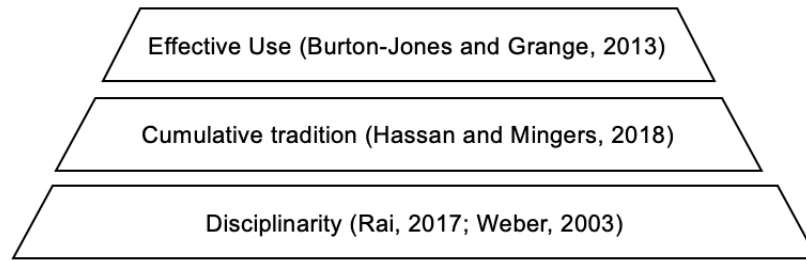 Effective Use (Burton-Jones and Grange, 2013)
Cumulative tradition (Hassan and Mingers, 2018)
Disciplinarity (Rai, 2017; Weber, 2003)